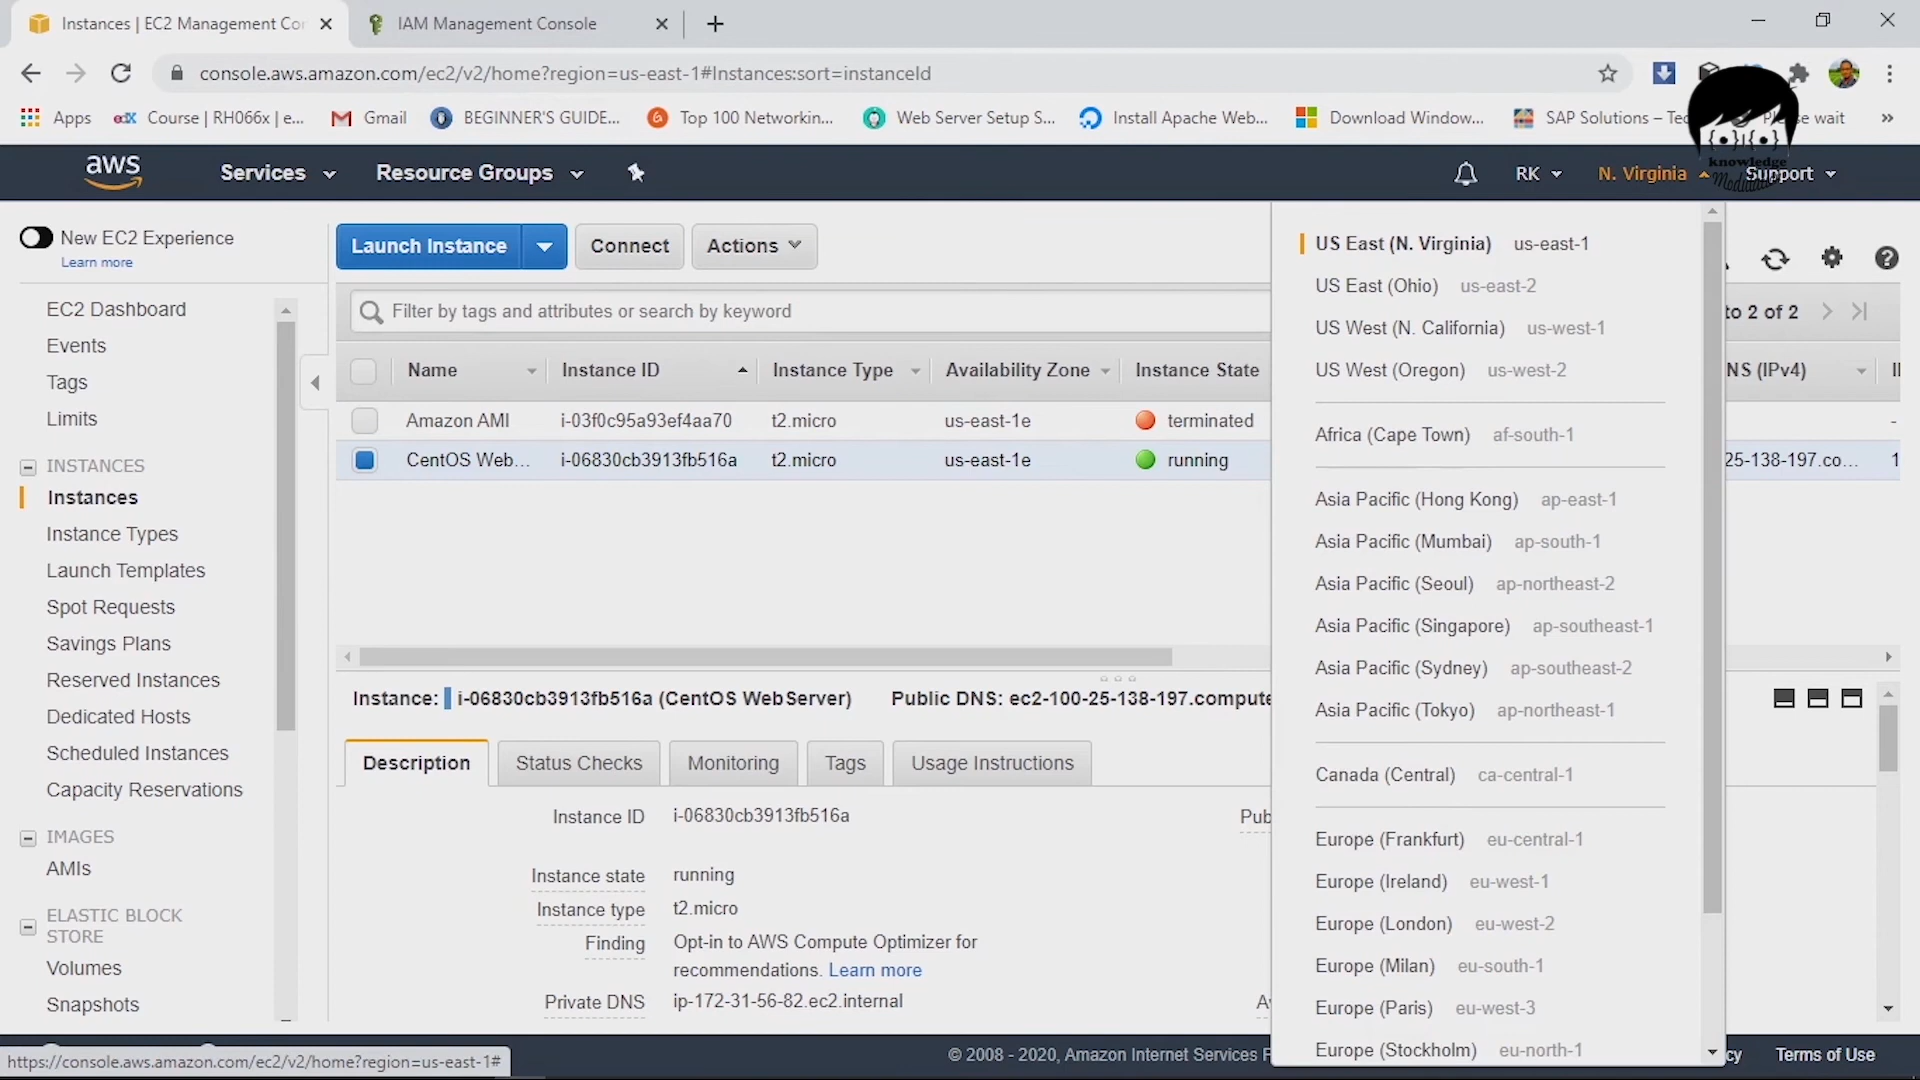 Instances | EC2 Management Con
IAM Management Console
console.aws.amazon.com/ec2/v2/home?region=us-east-1#Instances:sort=instanceId
Apps
edX Course | RH066x | e...
Gmail
BEGINNER'S GUIDE...
Top 100 Networkin...
Web Server Setup S...
Install Apache Web...
Download Window...
SAP Solutions – Tec
wait
»
knowledge
aws
Services
Resource Groups
RK
N. Virginia
Support
New EC2 Experience
Learn more
EC2 Dashboard
Events
Tags
Limits
INSTANCES
Instances
Instance Types
Launch Templates
Spot Requests
Savings Plans
Reserved Instances
Dedicated Hosts
Scheduled Instances
Capacity Reservations
IMAGES
AMIs
ELASTIC BLOCK
STORE
Volumes
Snapshots
Launch Instance
Connect
Actions
Filter by tags and attributes or search by keyword
to 2 of 2
Name Instance ID Instance Type Availability Zone Instance State NS (IPv4)
Amazon AMI i-03f0c95a93ef4aa70 t2.micro us-east-1e terminated -
CentOS Web... i-06830cb3913fb516a t2.micro us-east-1e running 25-138-197.co... 1
Instance: i-06830cb3913fb516a (CentOS WebServer) Public DNS: ec2-100-25-138-197.compute
Description
Status Checks
Monitoring
Tags
Usage Instructions
Instance ID i-06830cb3913fb516a Pub
Instance state running
Instance type t2.micro
Finding Opt-in to AWS Compute Optimizer for
recommendations. Learn more
Private DNS ip-172-31-56-82.ec2.internal
US East (N. Virginia) us-east-1
US East (Ohio) us-east-2
US West (N. California) us-west-1
US West (Oregon) us-west-2
Africa (Cape Town) af-south-1
Asia Pacific (Hong Kong) ap-east-1
Asia Pacific (Mumbai) ap-south-1
Asia Pacific (Seoul) ap-northeast-2
Asia Pacific (Singapore) ap-southeast-1
Asia Pacific (Sydney) ap-southeast-2
Asia Pacific (Tokyo) ap-northeast-1
Canada (Central) ca-central-1
Europe (Frankfurt) eu-central-1
Europe (Ireland) eu-west-1
Europe (London) eu-west-2
Europe (Milan) eu-south-1
Europe (Paris) eu-west-3
Europe (Stockholm) eu-north-1
https://console.aws.amazon.com/ec2/v2/home?region=us-east-1#
© 2008 - 2020, Amazon Internet Services P
cy
Terms of Use